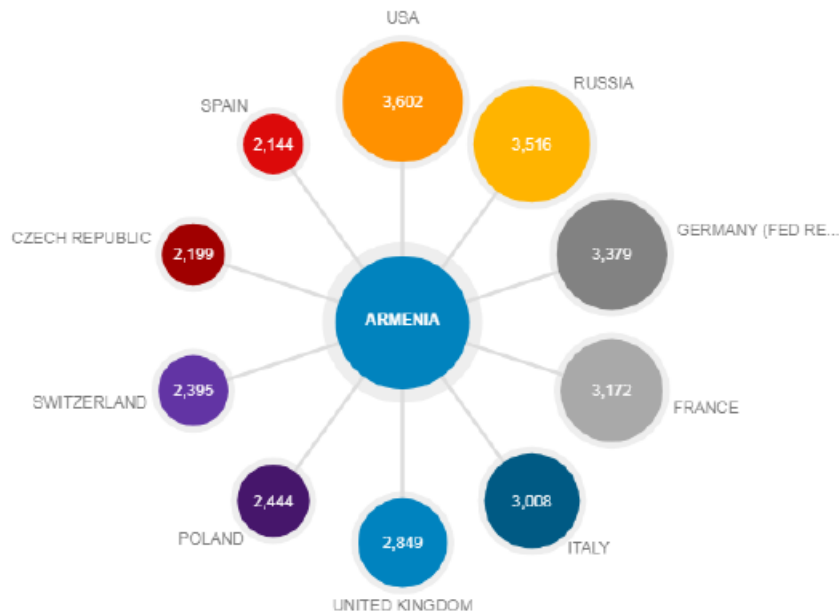 USA
3,602
RUSSIA
3,516
SPAIN
2,144
GERMANY (FED RE...
3,379
CZECH REPUBLIC
2,199
ARMENIA
SWITZERLAND
2,395
3,172
FRANCE
POLAND
2,444
3,008
ITALY
2,849
UNITED KINGDOM